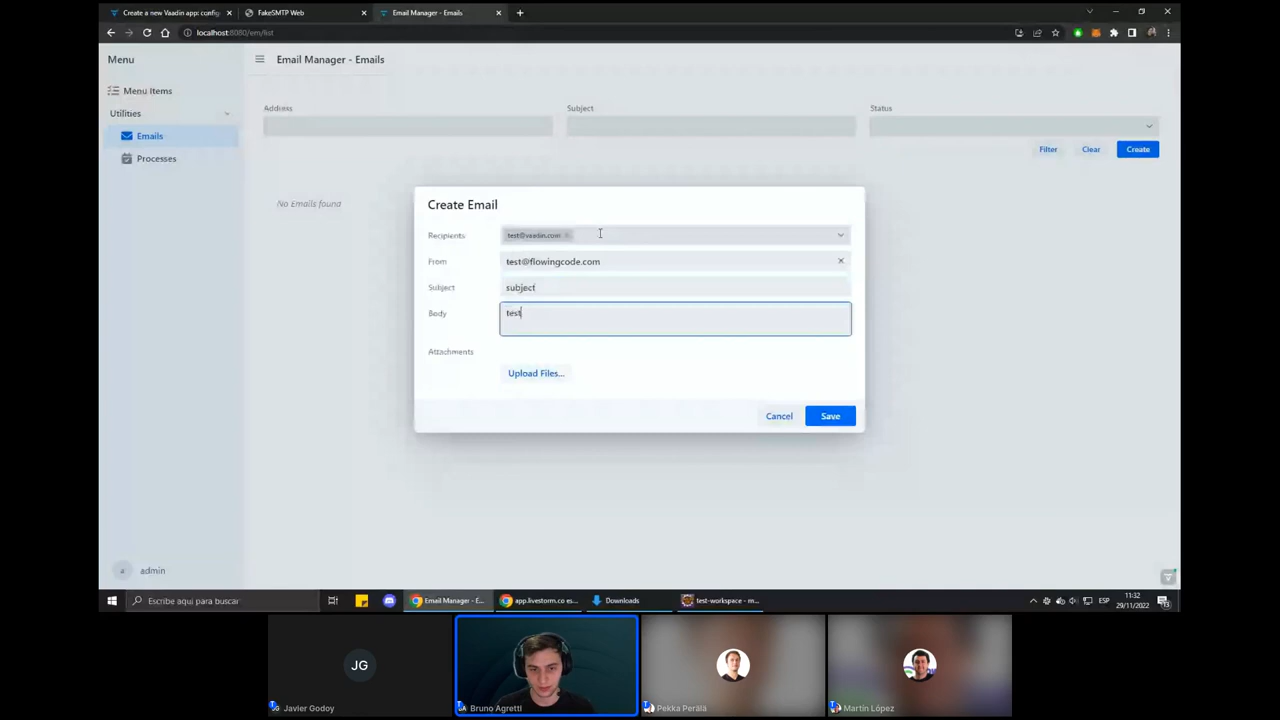 Create a new Vaadin app: config
FakeSMTP Web
Email Manager - Emails
localhost:8080/em/list
Menu
Email Manager - Emails
Menu Items
Utilities
Emails
Processes
Address
Subject
Status
Filter
Clear
Create
No Emails found
Create Email
Recipients
test@vaadin.com
From
test@flowingcode.com
Subject
subject
Body
test
Attachments
Upload Files...
Cancel
Save
a
admin
Escribe aquí para buscar
Email Manager - E...
app.livestorm.co es...
Downloads
test-workspace - m...
ESP
11:32
29/11/2022
13
JG
Javier Godoy
Bruno Agretti
Pekka Perälä
Martín López